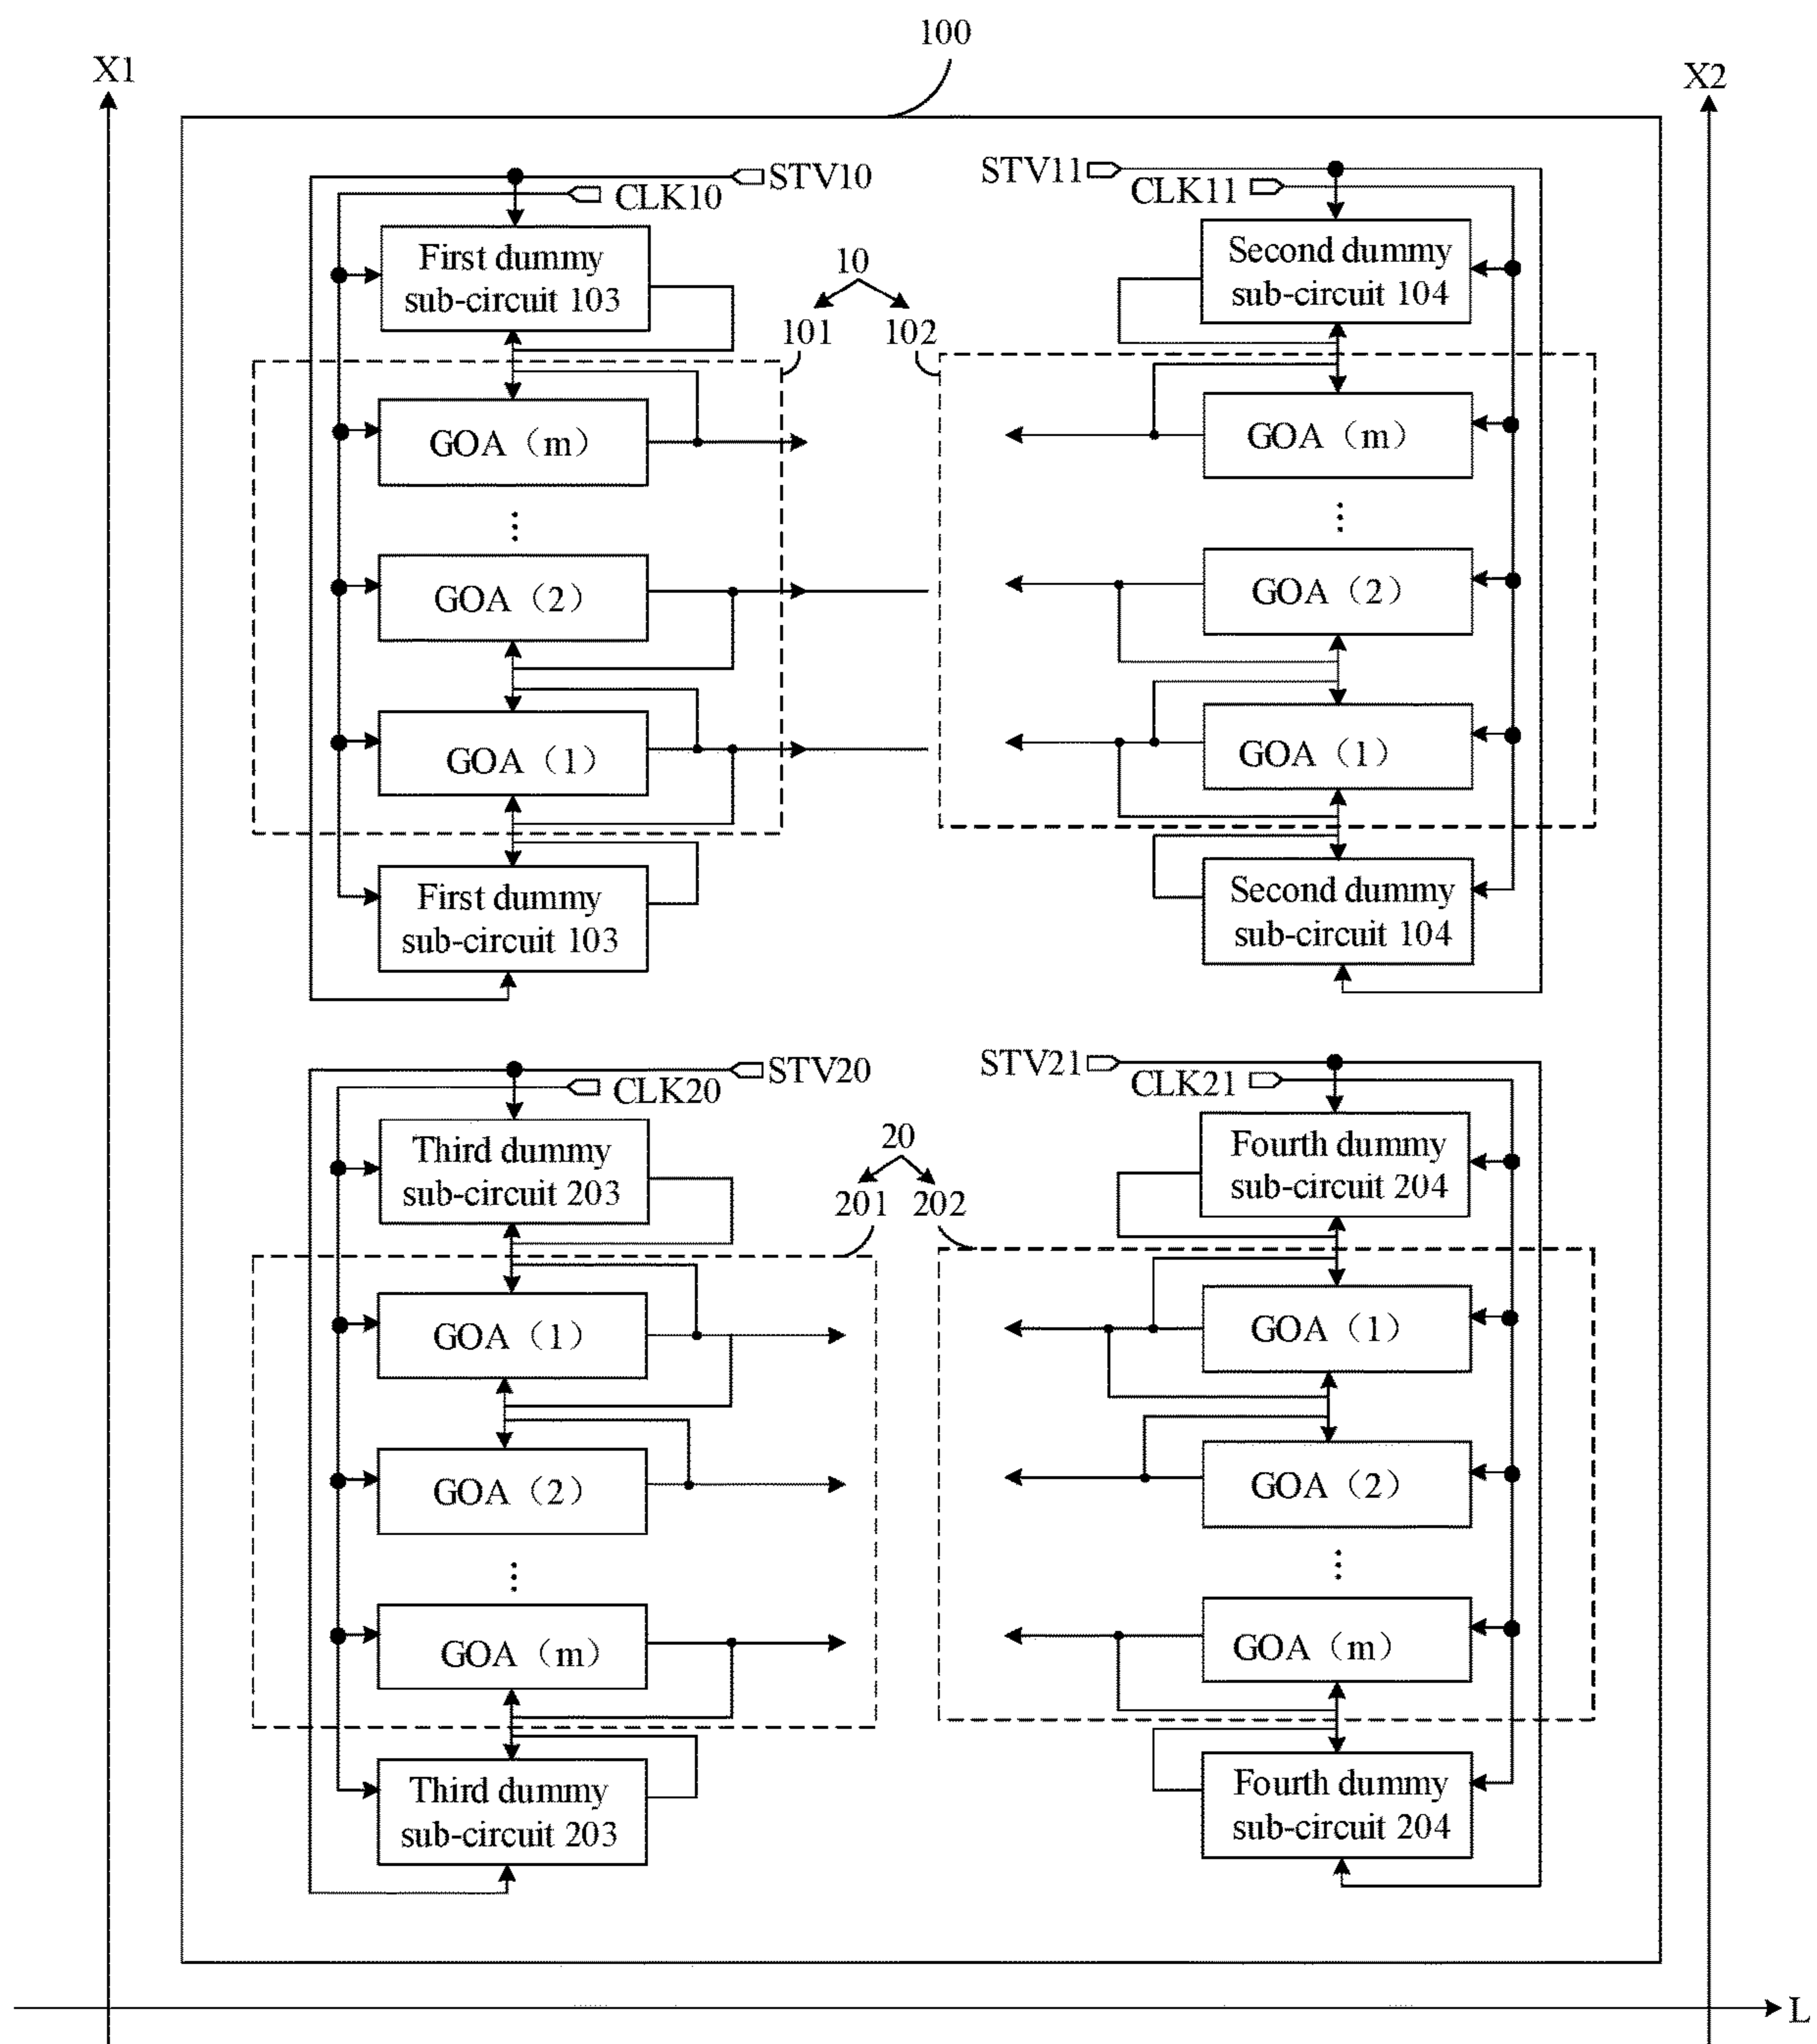 100
X1
X2
STV10
CLK10
STV11
CLK11
First dummy
sub-circuit 103
Second dummy
sub-circuit 104
10
101
102
GOA（m）
GOA（m）
⋮
⋮
GOA（2）
GOA（2）
GOA（1）
GOA（1）
First dummy
sub-circuit 103
Second dummy
sub-circuit 104
STV20
CLK20
STV21
CLK21
Third dummy
sub-circuit 203
Fourth dummy
sub-circuit 204
20
201
202
GOA（1）
GOA（1）
GOA（2）
GOA（2）
⋮
⋮
GOA（m）
GOA（m）
Third dummy
sub-circuit 203
Fourth dummy
sub-circuit 204
L